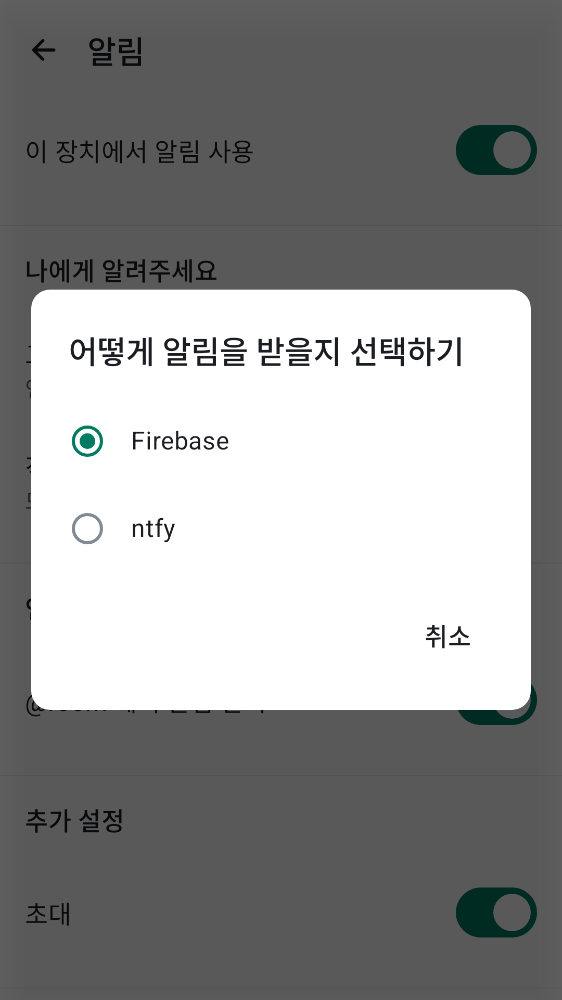 알림
이 장치에서 알림 사용
나에게 알려주세요
어떻게 알림을 받을지 선택하기
Firebase
ntfy
취소
추가 설정
초대